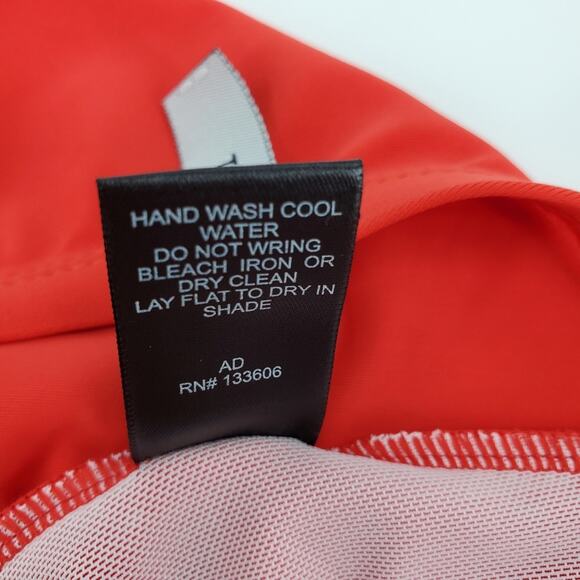 HAND WASH COOL
WATER
DO NOT WRING
BLEACH IRON OR
DRY CLEAN
LAY FLAT TO DRY IN
SHADE
AD
RN# 133606